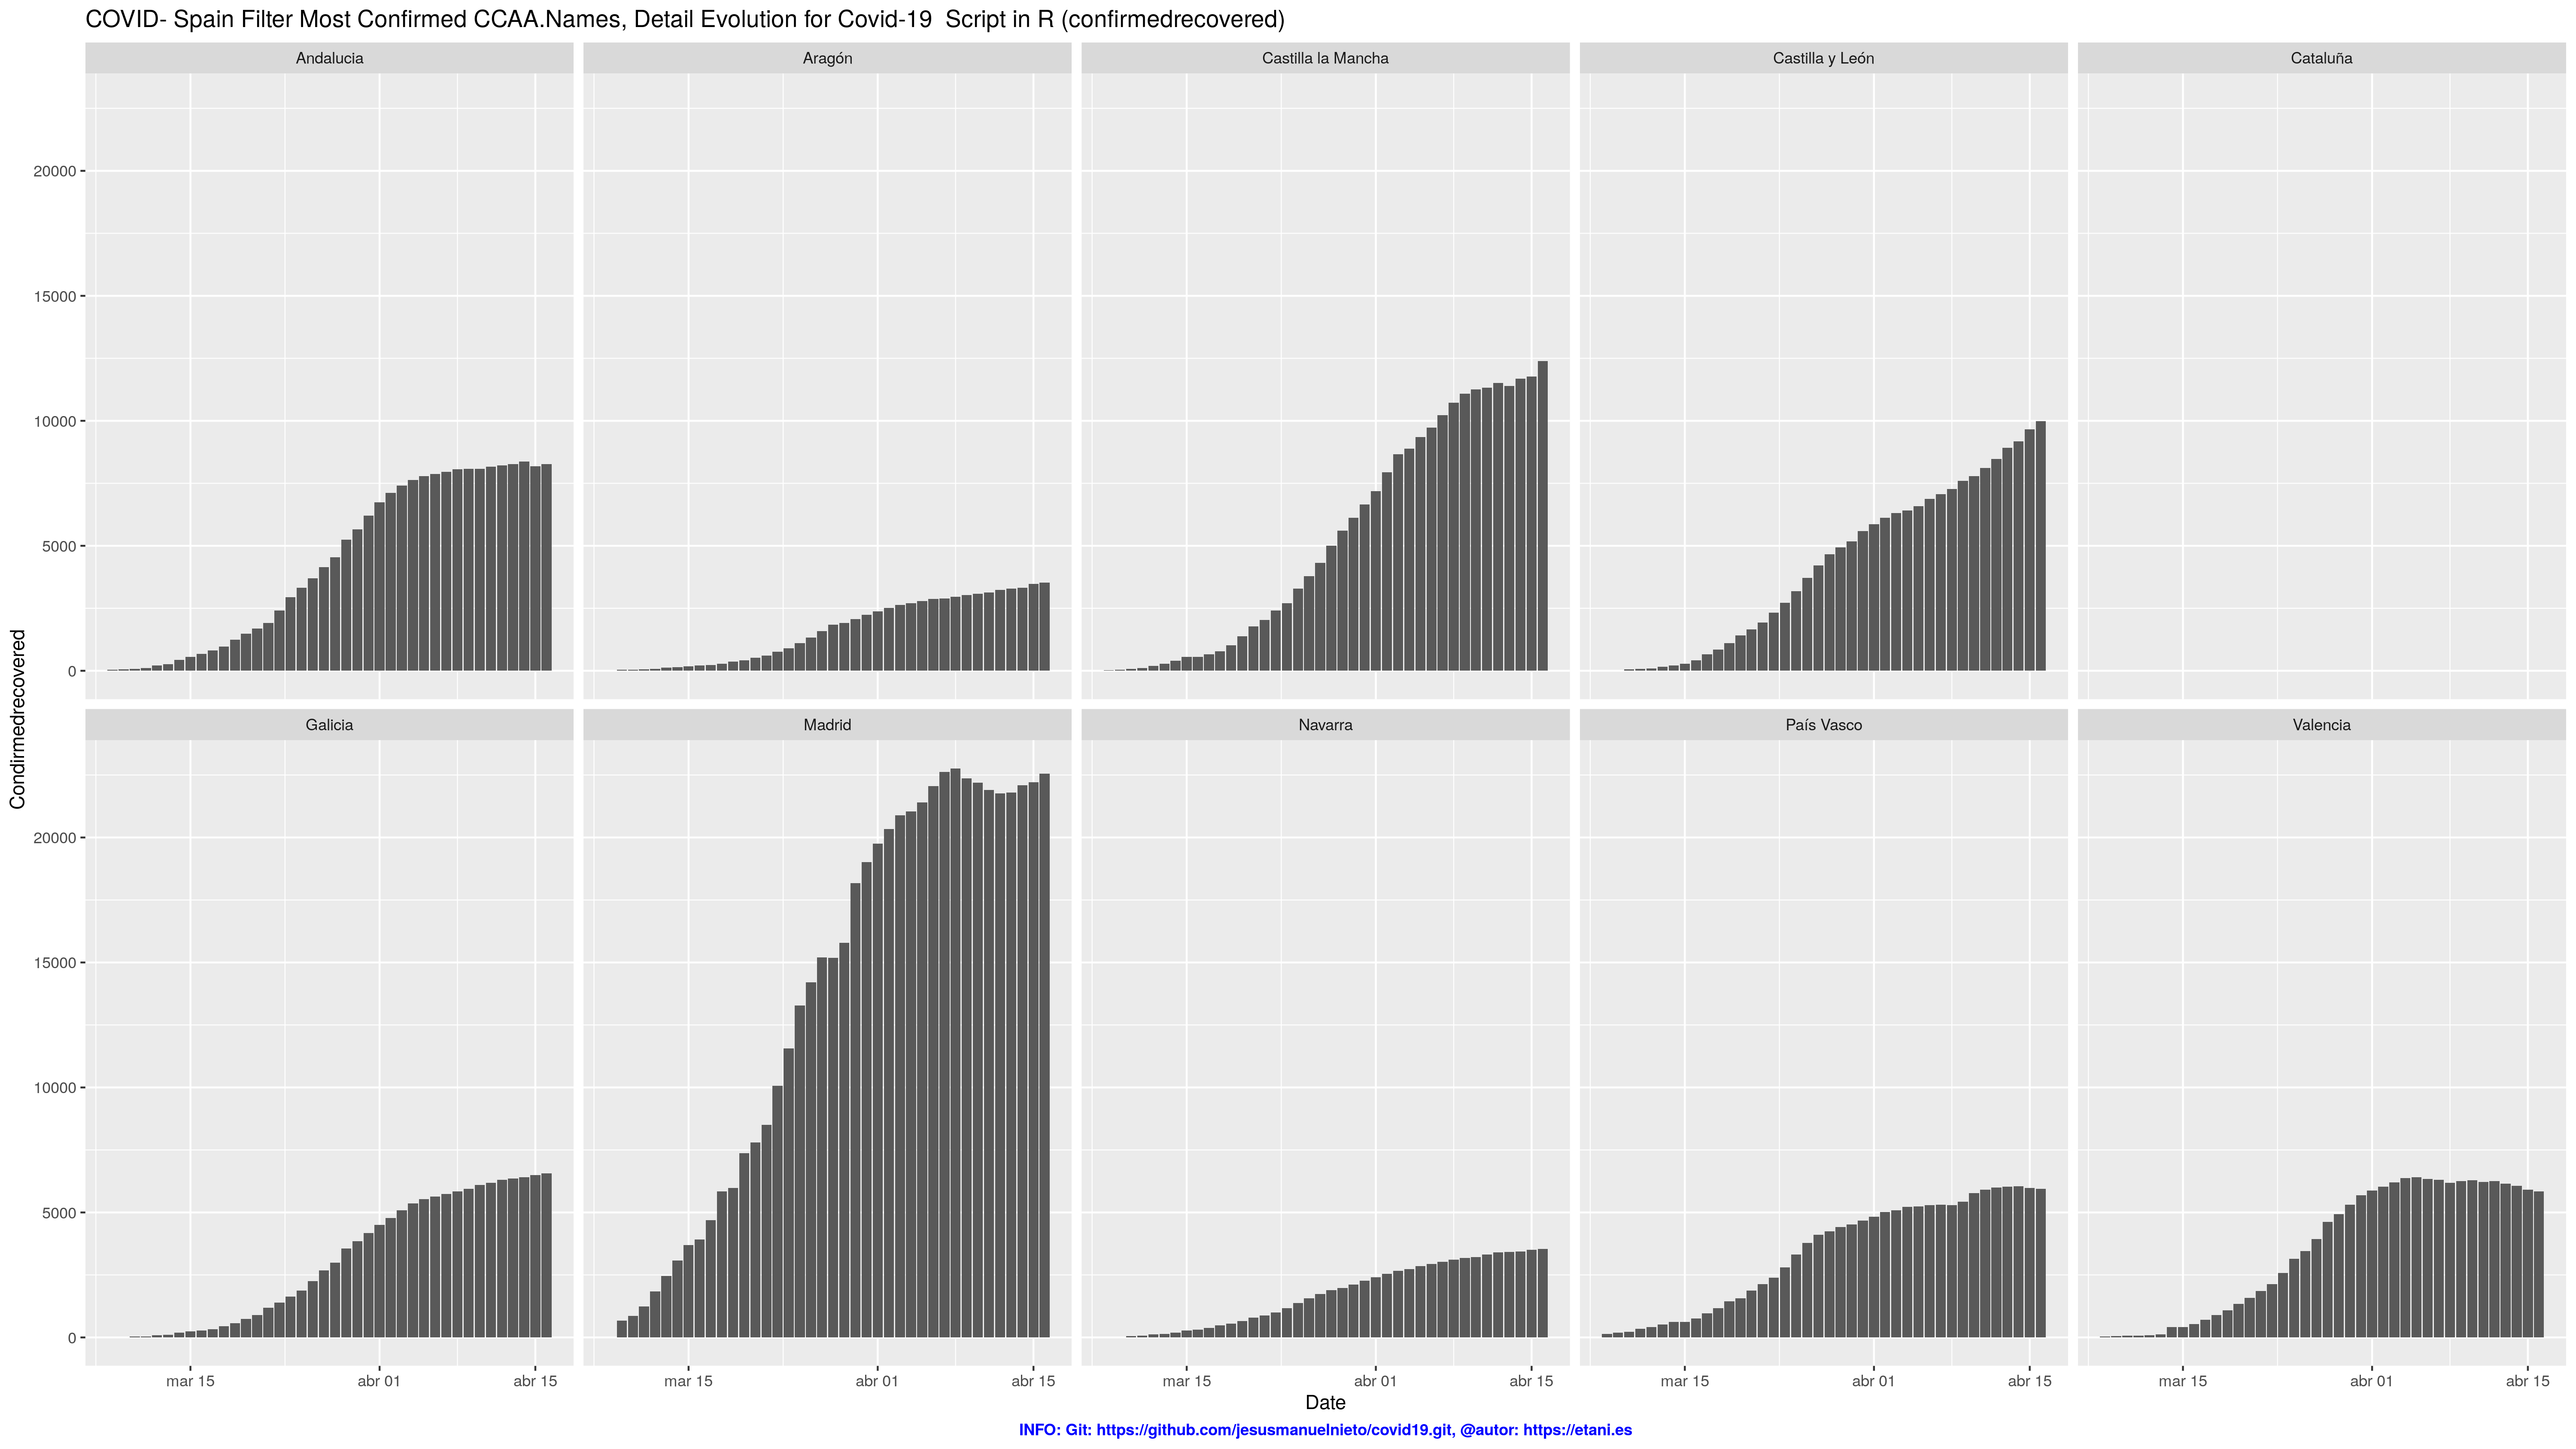 COVID- Spain Filter Most Confirmed CCAA.Names, Detail Evolution for Covid-19  Script in R (confirmedrecovered)
Andalucia
Aragón
Castilla la Mancha
Castilla y León
Cataluña
20000
15000
10000
5000
0
Condirmedrecovered
Galicia
Madrid
Navarra
País Vasco
Valencia
20000
15000
10000
5000
0
mar 15 abr 01 abr 15
mar 15 abr 01 abr 15
mar 15 abr 01 abr 15
mar 15 abr 01 abr 15
mar 15 abr 01 abr 15
Date
INFO: Git: https://github.com/jesusmanuelnieto/covid19.git, @autor: https://etani.es